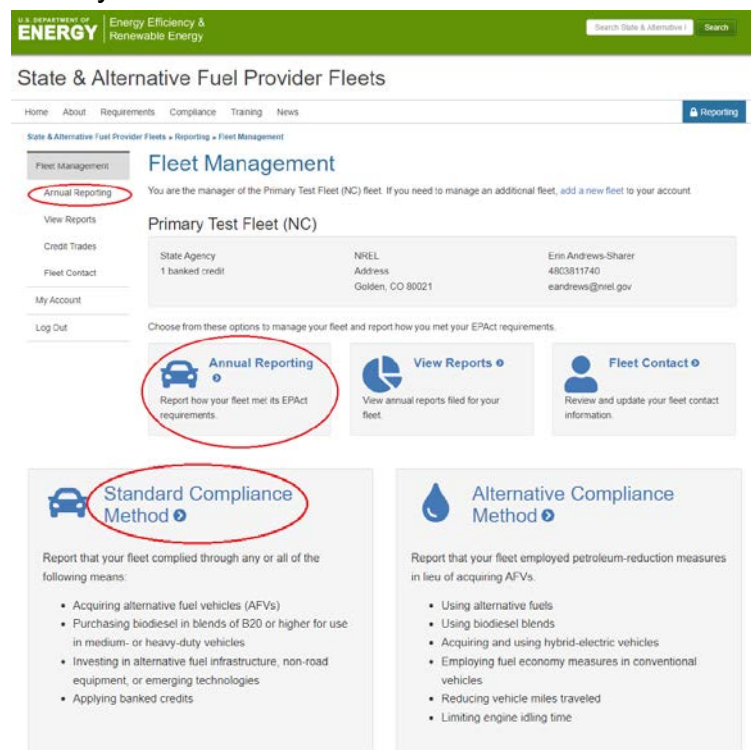 U.S. DEPARTMENT OF
ENERGY
Energy Efficiency &
Renewable Energy
Search State & Alternative
Search
State & Alternative Fuel Provider Fleets
Home About Requirements Compliance Training News
Reporting
State & Alternative Fuel Provider Fleets » Reporting » Fleet Management
Fleet Management
Annual Reporting
View Reports
Credit Trades
Fleet Contact
My Account
Log Out
Fleet Management
You are the manager of the Primary Test Fleet (NC) fleet. If you need to manage an additional fleet, add a new fleet to your account
Primary Test Fleet (NC)
State Agency
1 banked credit
NREL
Address
Golden, CO 80021
Erin Andrews-Sharer
4803811740
eandrews@nrel.gov
Choose from these options to manage your fleet and report how you met your EPAct requirements.
Annual Reporting
Report how your fleet met its EPAct
requirements.
View Reports
View annual reports filed for your
fleet.
Fleet Contact
Review and update your fleet contact
information.
Standard Compliance
Method
Report that your fleet complied through any or all of the
following means:
• Acquiring alternative fuel vehicles (AFVs)
• Purchasing biodiesel in blends of B20 or higher for use
in medium- or heavy-duty vehicles
• Investing in alternative fuel infrastructure, non-road
equipment, or emerging technologies
• Applying banked credits
Alternative Compliance
Method
Report that your fleet employed petroleum-reduction measures
in lieu of acquiring AFVs.
• Using alternative fuels
• Using biodiesel blends
• Acquiring and using hybrid-electric vehicles
• Employing fuel economy measures in conventional
vehicles
• Reducing vehicle miles traveled
• Limiting engine idling time